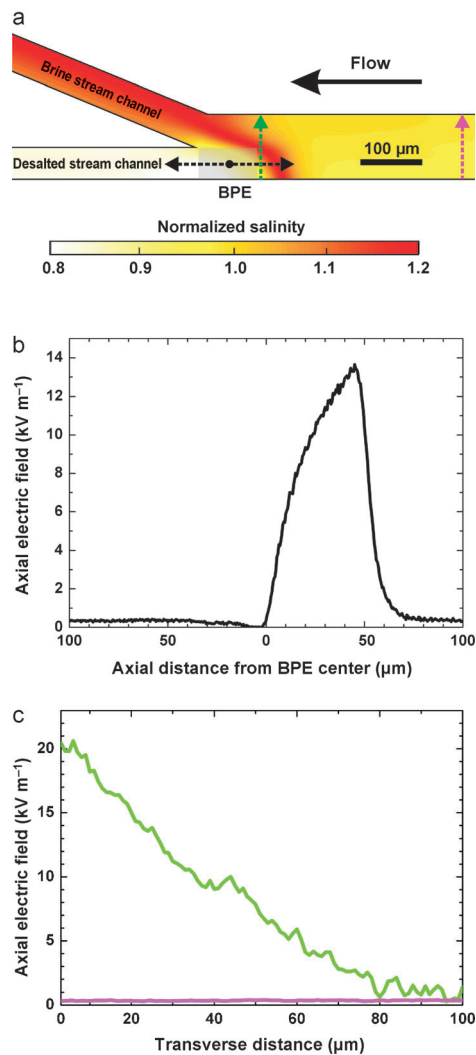 a
Brine stream channel
Flow
Desalted stream channel
100 µm
BPE
Normalized salinity
0.8 0.9 1.0 1.1 1.2
b
14
12
10
8
6
4
2
0
Axial electric field (kV m⁻¹)
100 50 0 50 100
Axial distance from BPE center (µm)
c
20
15
10
5
0
Axial electric field (kV m⁻¹)
0 20 40 60 80 100
Transverse distance (µm)